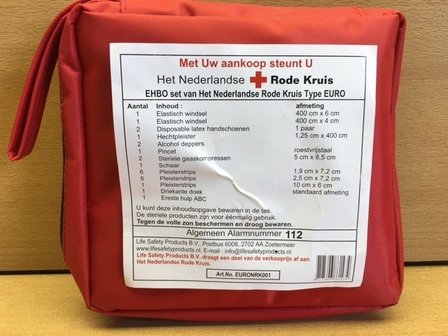 Met Uw aankoop steunt U
Het Nederlandse Rode Kruis
EHBO set van Het Nederlandse Rode Kruis Type EURO
Aantal Inhoud : afmeting
1 Elastisch windsel 400 cm x 6 cm
1 Elastisch windsel 400 cm x 4 cm
2 Disposable latex handschoenen 1 paar
1 Hechtpleister 1,25 cm x 400 cm
2 Alcohol deppers
1 Pincet roestvrijstaal
2 Steriele gaaskompressen 5 cm x 8,5 cm
1 Schaar
6 Pleisterstrips 1,9 cm x 7,2 cm
6 Pleisterstrips 2,5 cm x 7,2 cm
1 Pleisterstrips 10 cm x 6 cm
1 Driekante doek standaard afmeting
1 Eerste hulp ABC
U kunt deze inhoudsopgave bewaren in de tas.
De steriele producten zijn voor éénmalig gebruik.
Tegen de volle zon beschermen en droog bewaren.
Algemeen Alarmnummer 112
Life Safety Products B.V., Postbus 6008, 2702 AA Zoetermeer
www.lifesafetyproducts.nl, E-mail : info@lifesafetyproducts.nl
Life Safety Products B.V. draagt een deel van de verkoopprijs af aan
Het Nederlandse Rode Kruis.
Art.No. EURONRK001